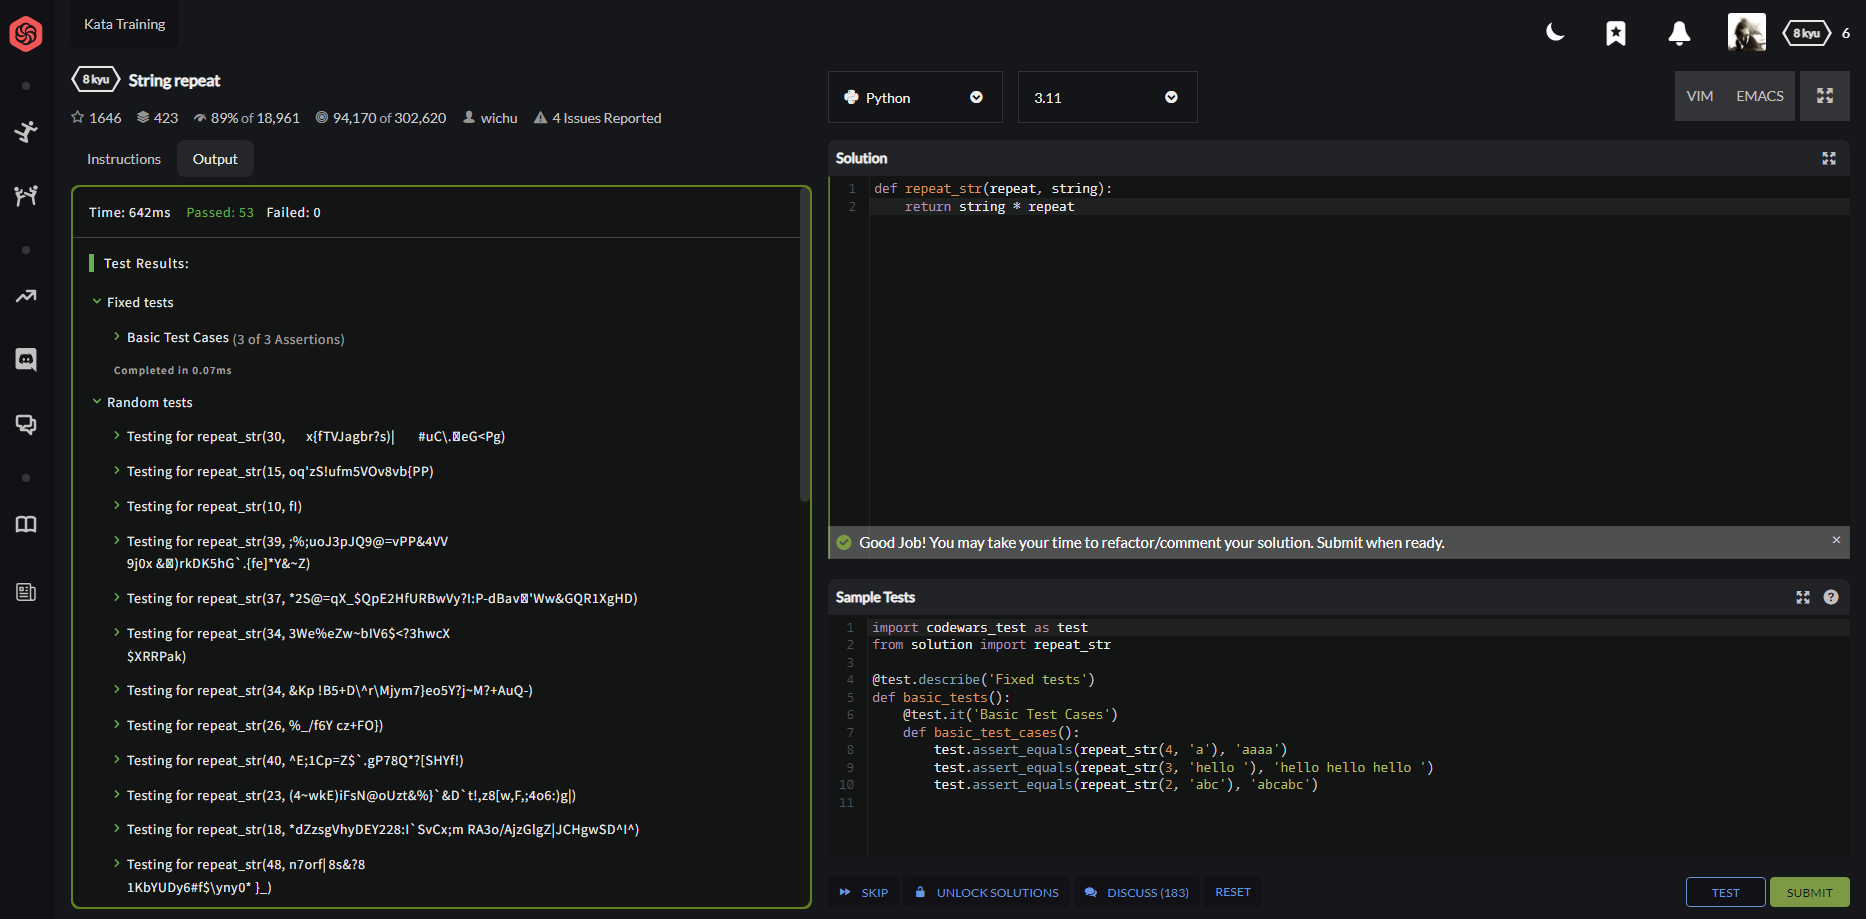 Kata Training
8 kyu
6
8 kyu String repeat
1646 423 89% of 18,961 94,170 of 302,620 wichu 4 Issues Reported
Instructions Output
Time: 642ms Passed: 53 Failed: 0
Test Results:
Fixed tests
Basic Test Cases (3 of 3 Assertions)
Completed in 0.07ms
Random tests
Testing for repeat_str(30, x{fTVJagbr?s)| #uC\.eG<Pg)
Testing for repeat_str(15, oq'zS!ufm5VOv8vb{PP)
Testing for repeat_str(10, fI)
Testing for repeat_str(39, ;%;uoJ3pJQ9@=vPP&4VV
9j0x &)rkDK5hG`.{fe]*Y&~Z)
Testing for repeat_str(37, *2S@=qX_$QpE2HfURBwVy?I:P-dBav'Ww&GQR1XgHD)
Testing for repeat_str(34, 3We%eZw~bIV6$<?3hwcX
$XRRPak)
Testing for repeat_str(34, &Kp !B5+D\^r\Mjym7}eo5Y?j~M?+AuQ-)
Testing for repeat_str(26, %_/f6Y cz+FO})
Testing for repeat_str(40, ^E;1Cp=Z$`.gP78Q*?[SHYf!)
Testing for repeat_str(23, (4~wkE)iFsN@oUzt&%}`&D`t!,z8[w,F,;4o6:)g|)
Testing for repeat_str(18, *dZzsgVhyDEY228:I`SvCx;m RA3o/AjzGlgZ|JCHgwSD^I^)
Testing for repeat_str(48, n7orf| 8s&?8
1KbYUDy6#f$\yny0* }_)
Python 3.11 VIM EMACS
Solution
1 def repeat_str(repeat, string):
2 return string * repeat
Good Job! You may take your time to refactor/comment your solution. Submit when ready.
×
Sample Tests
1 import codewars_test as test
2 from solution import repeat_str
3
4 @test.describe('Fixed tests')
5 def basic_tests():
6 @test.it('Basic Test Cases')
7 def basic_test_cases():
8 test.assert_equals(repeat_str(4, 'a'), 'aaaa')
9 test.assert_equals(repeat_str(3, 'hello '), 'hello hello hello ')
10 test.assert_equals(repeat_str(2, 'abc'), 'abcabc')
11
SKIP UNLOCK SOLUTIONS DISCUSS (183) RESET TEST SUBMIT